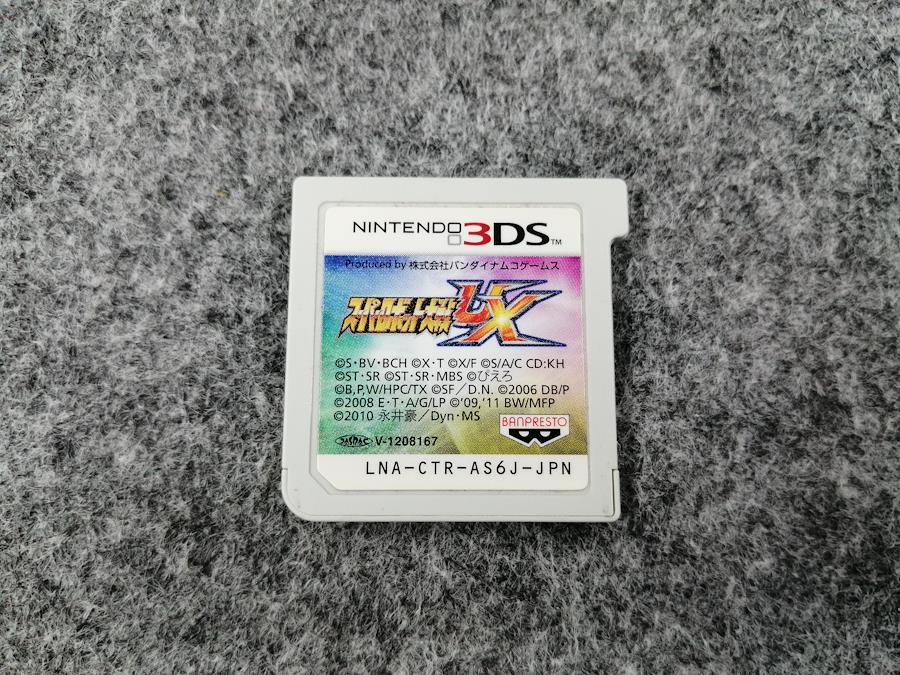 NINTENDO 3DS™
Produced by 株式会社バンダイナムコゲームス
スーパーロボット大戦UX
©S・BV・BCH ©X・T ©X/F ©S/A/C CD:KH
©ST・SR ©ST・SR・MBS ©ぴえろ
©B,P,W/HPC/TX ©SF/D.N. ©2006 DB/P
©2008 E・T・A/G/LP ©'09,'11 BW/MFP
©2010 永井豪/Dyn・MS
BANPRESTO
JASRAC V-1208167
LNA-CTR-AS6J-JPN